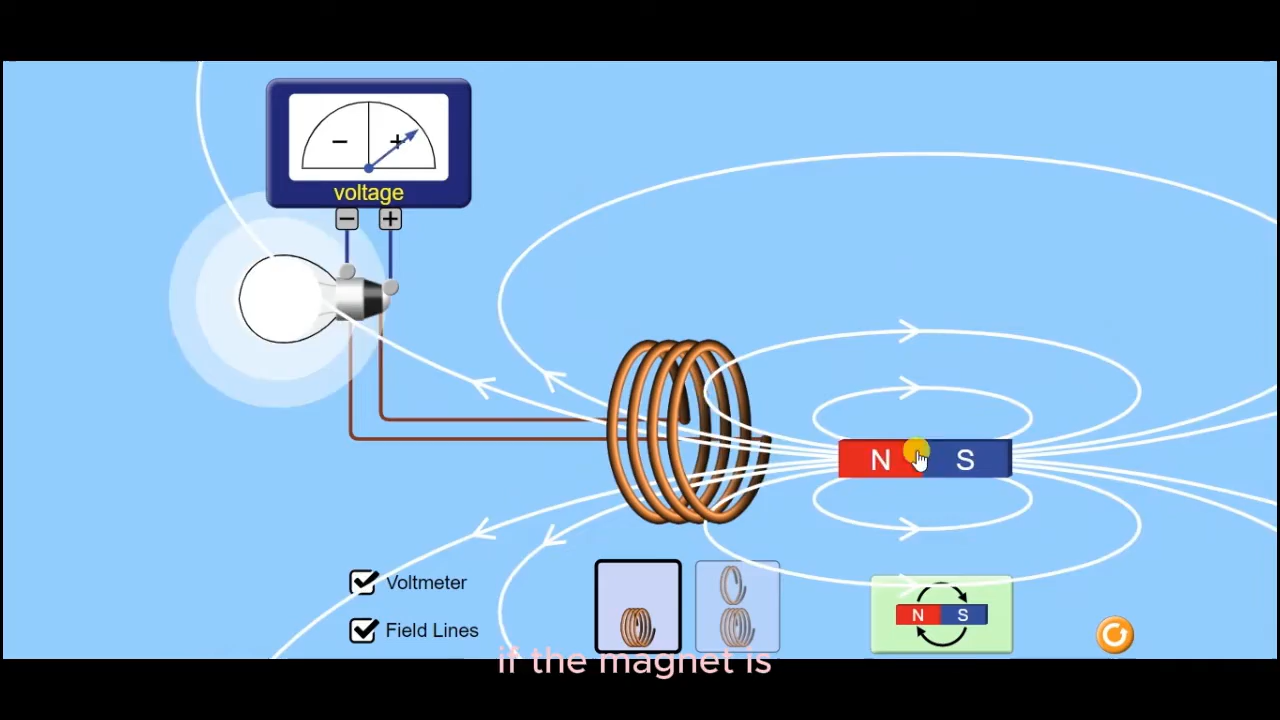 − +
voltage
− +
N S
Voltmeter
Field Lines
N S
if the magnet is